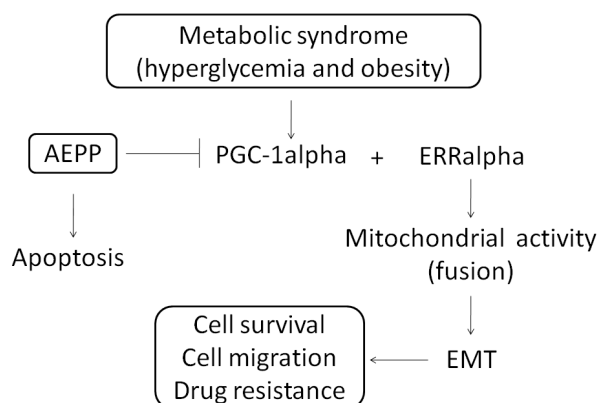 Metabolic syndrome
(hyperglycemia and obesity)
AEPP
PGC-1alpha + ERRalpha
Apoptosis
Mitochondrial activity
(fusion)
Cell survival
Cell migration
Drug resistance
EMT